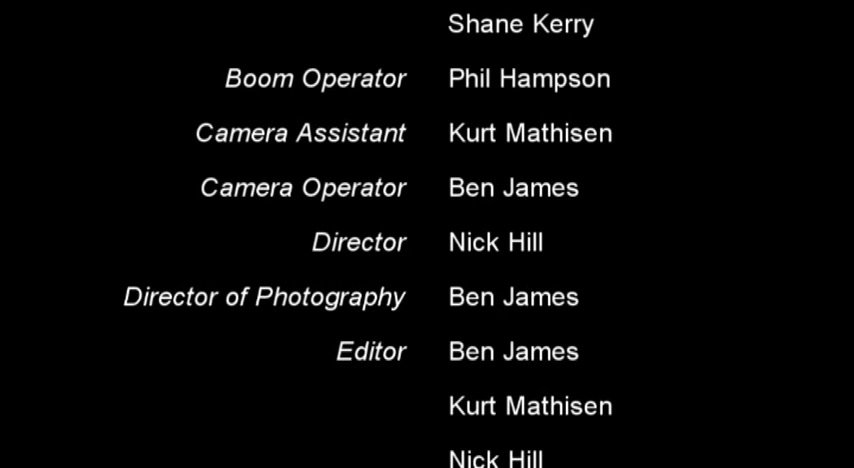 Shane Kerry
Boom Operator Phil Hampson
Camera Assistant Kurt Mathisen
Camera Operator Ben James
Director Nick Hill
Director of Photography Ben James
Editor Ben James
Kurt Mathisen
Nick Hill